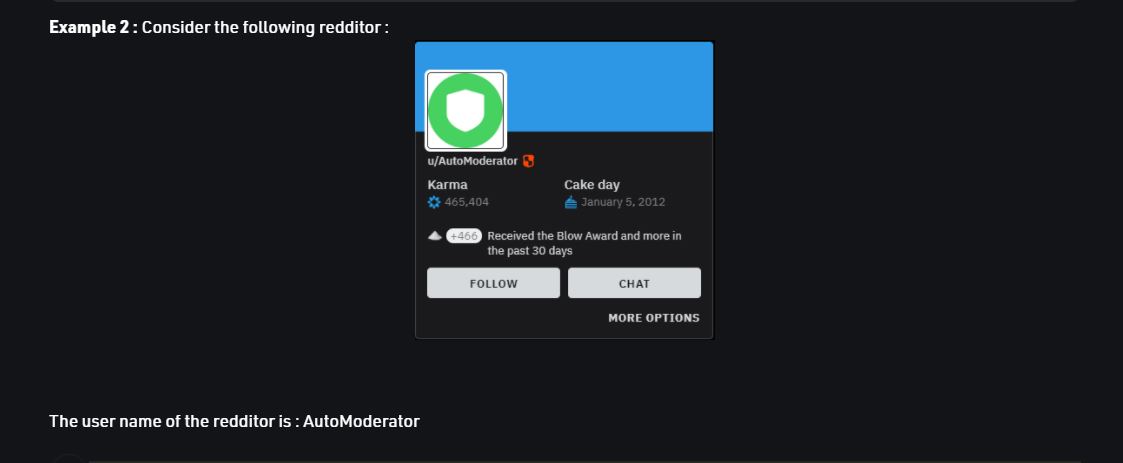 Example 2 : Consider the following redditor :
u/AutoModerator
Karma
465,404
Cake day
January 5, 2012
+466 Received the Blow Award and more in
the past 30 days
FOLLOW
CHAT
MORE OPTIONS
The user name of the redditor is : AutoModerator